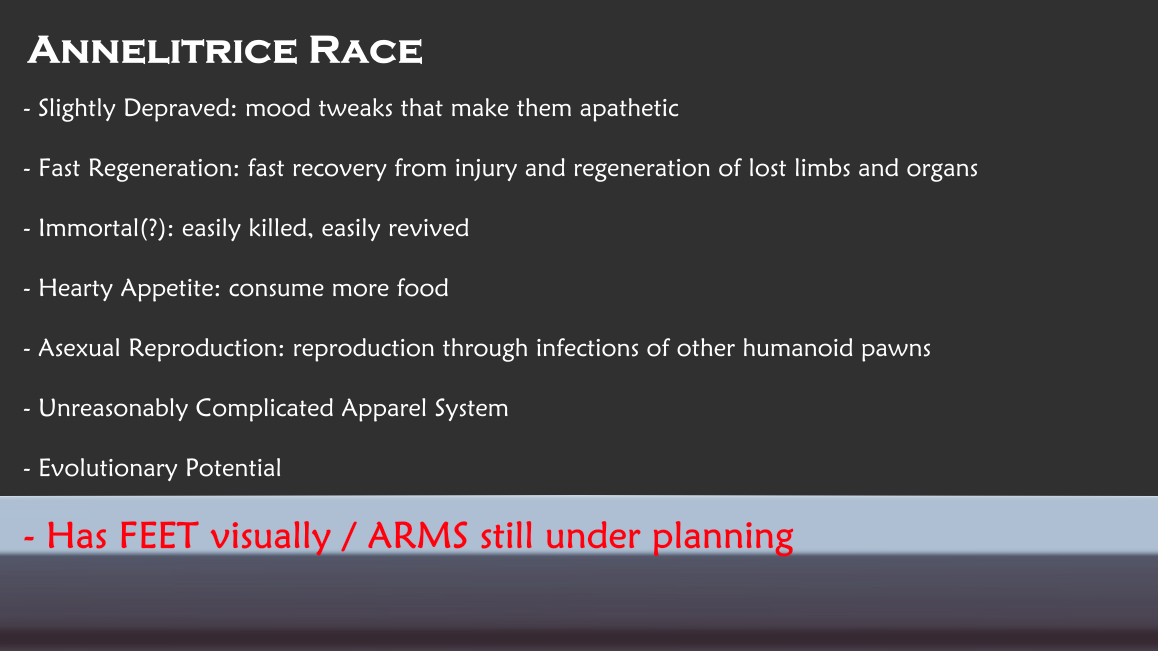 Annelitrice Race
- Slightly Depraved: mood tweaks that make them apathetic
- Fast Regeneration: fast recovery from injury and regeneration of lost limbs and organs
- Immortal(?): easily killed, easily revived
- Hearty Appetite: consume more food
- Asexual Reproduction: reproduction through infections of other humanoid pawns
- Unreasonably Complicated Apparel System
- Evolutionary Potential
- Has FEET visually / ARMS still under planning